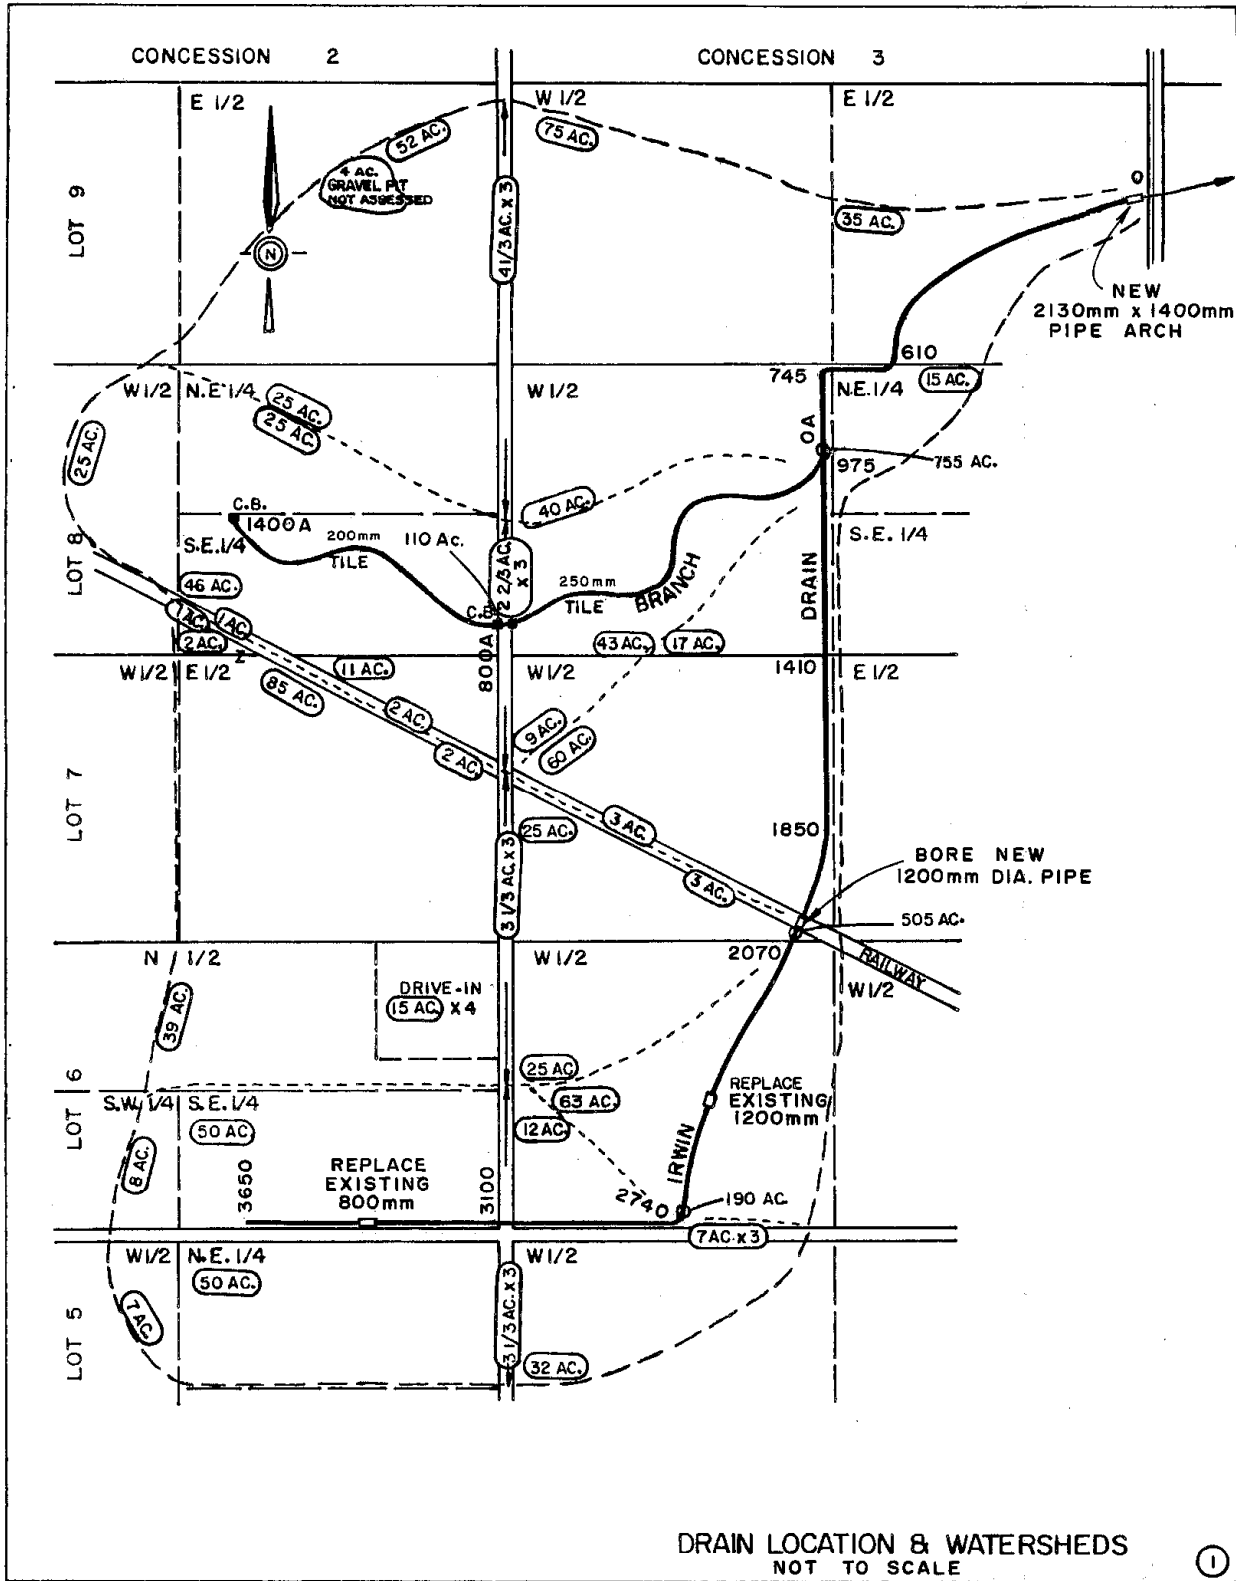 CONCESSION 2
CONCESSION 3
E 1/2
W 1/2
E 1/2
52 AC.
75 AC.
4 AC.
GRAVEL PIT
NOT ASSESSED
LOT 9
N
4 1/3 AC. x 3
35 AC.
O
NEW
2130mm x 1400mm
PIPE ARCH
610
745
W 1/2
N.E. 1/4
W 1/2
N.E. 1/4
15 AC.
25 AC.
25 AC.
25 AC.
OA
975
755 AC.
LOT 8
C.B.
1400A
40 AC.
S.E. 1/4
200mm
TILE
110 Ac.
2 2/3 AC.
x 3
250mm
TILE
BRANCH
DRAIN
S.E. 1/4
46 AC.
1 AC.
1 AC.
2 AC.
C.B.
43 AC.
17 AC.
W 1/2
E 1/2
11 AC.
800A
W 1/2
1410
E 1/2
85 AC.
2 AC.
2 AC.
9 AC.
60 AC.
LOT 7
25 AC.
3 1/3 AC. x 3
3 AC.
3 AC.
1850
BORE NEW
1200mm DIA. PIPE
505 AC.
N 1/2
W 1/2
2070
RAILWAY
W 1/2
DRIVE-IN
15 AC. X 4
39 AC.
LOT 6
25 AC.
S.W. 1/4
S.E. 1/4
63 AC.
REPLACE
EXISTING
1200mm
50 AC.
12 AC.
8 AC.
IRWIN
3650
REPLACE
EXISTING
800mm
3100
2740
190 AC.
7 AC. x 3
W 1/2
N.E. 1/4
W 1/2
50 AC.
LOT 5
7 AC.
3 1/3 AC. x 3
32 AC.
DRAIN LOCATION & WATERSHEDS
NOT TO SCALE
1